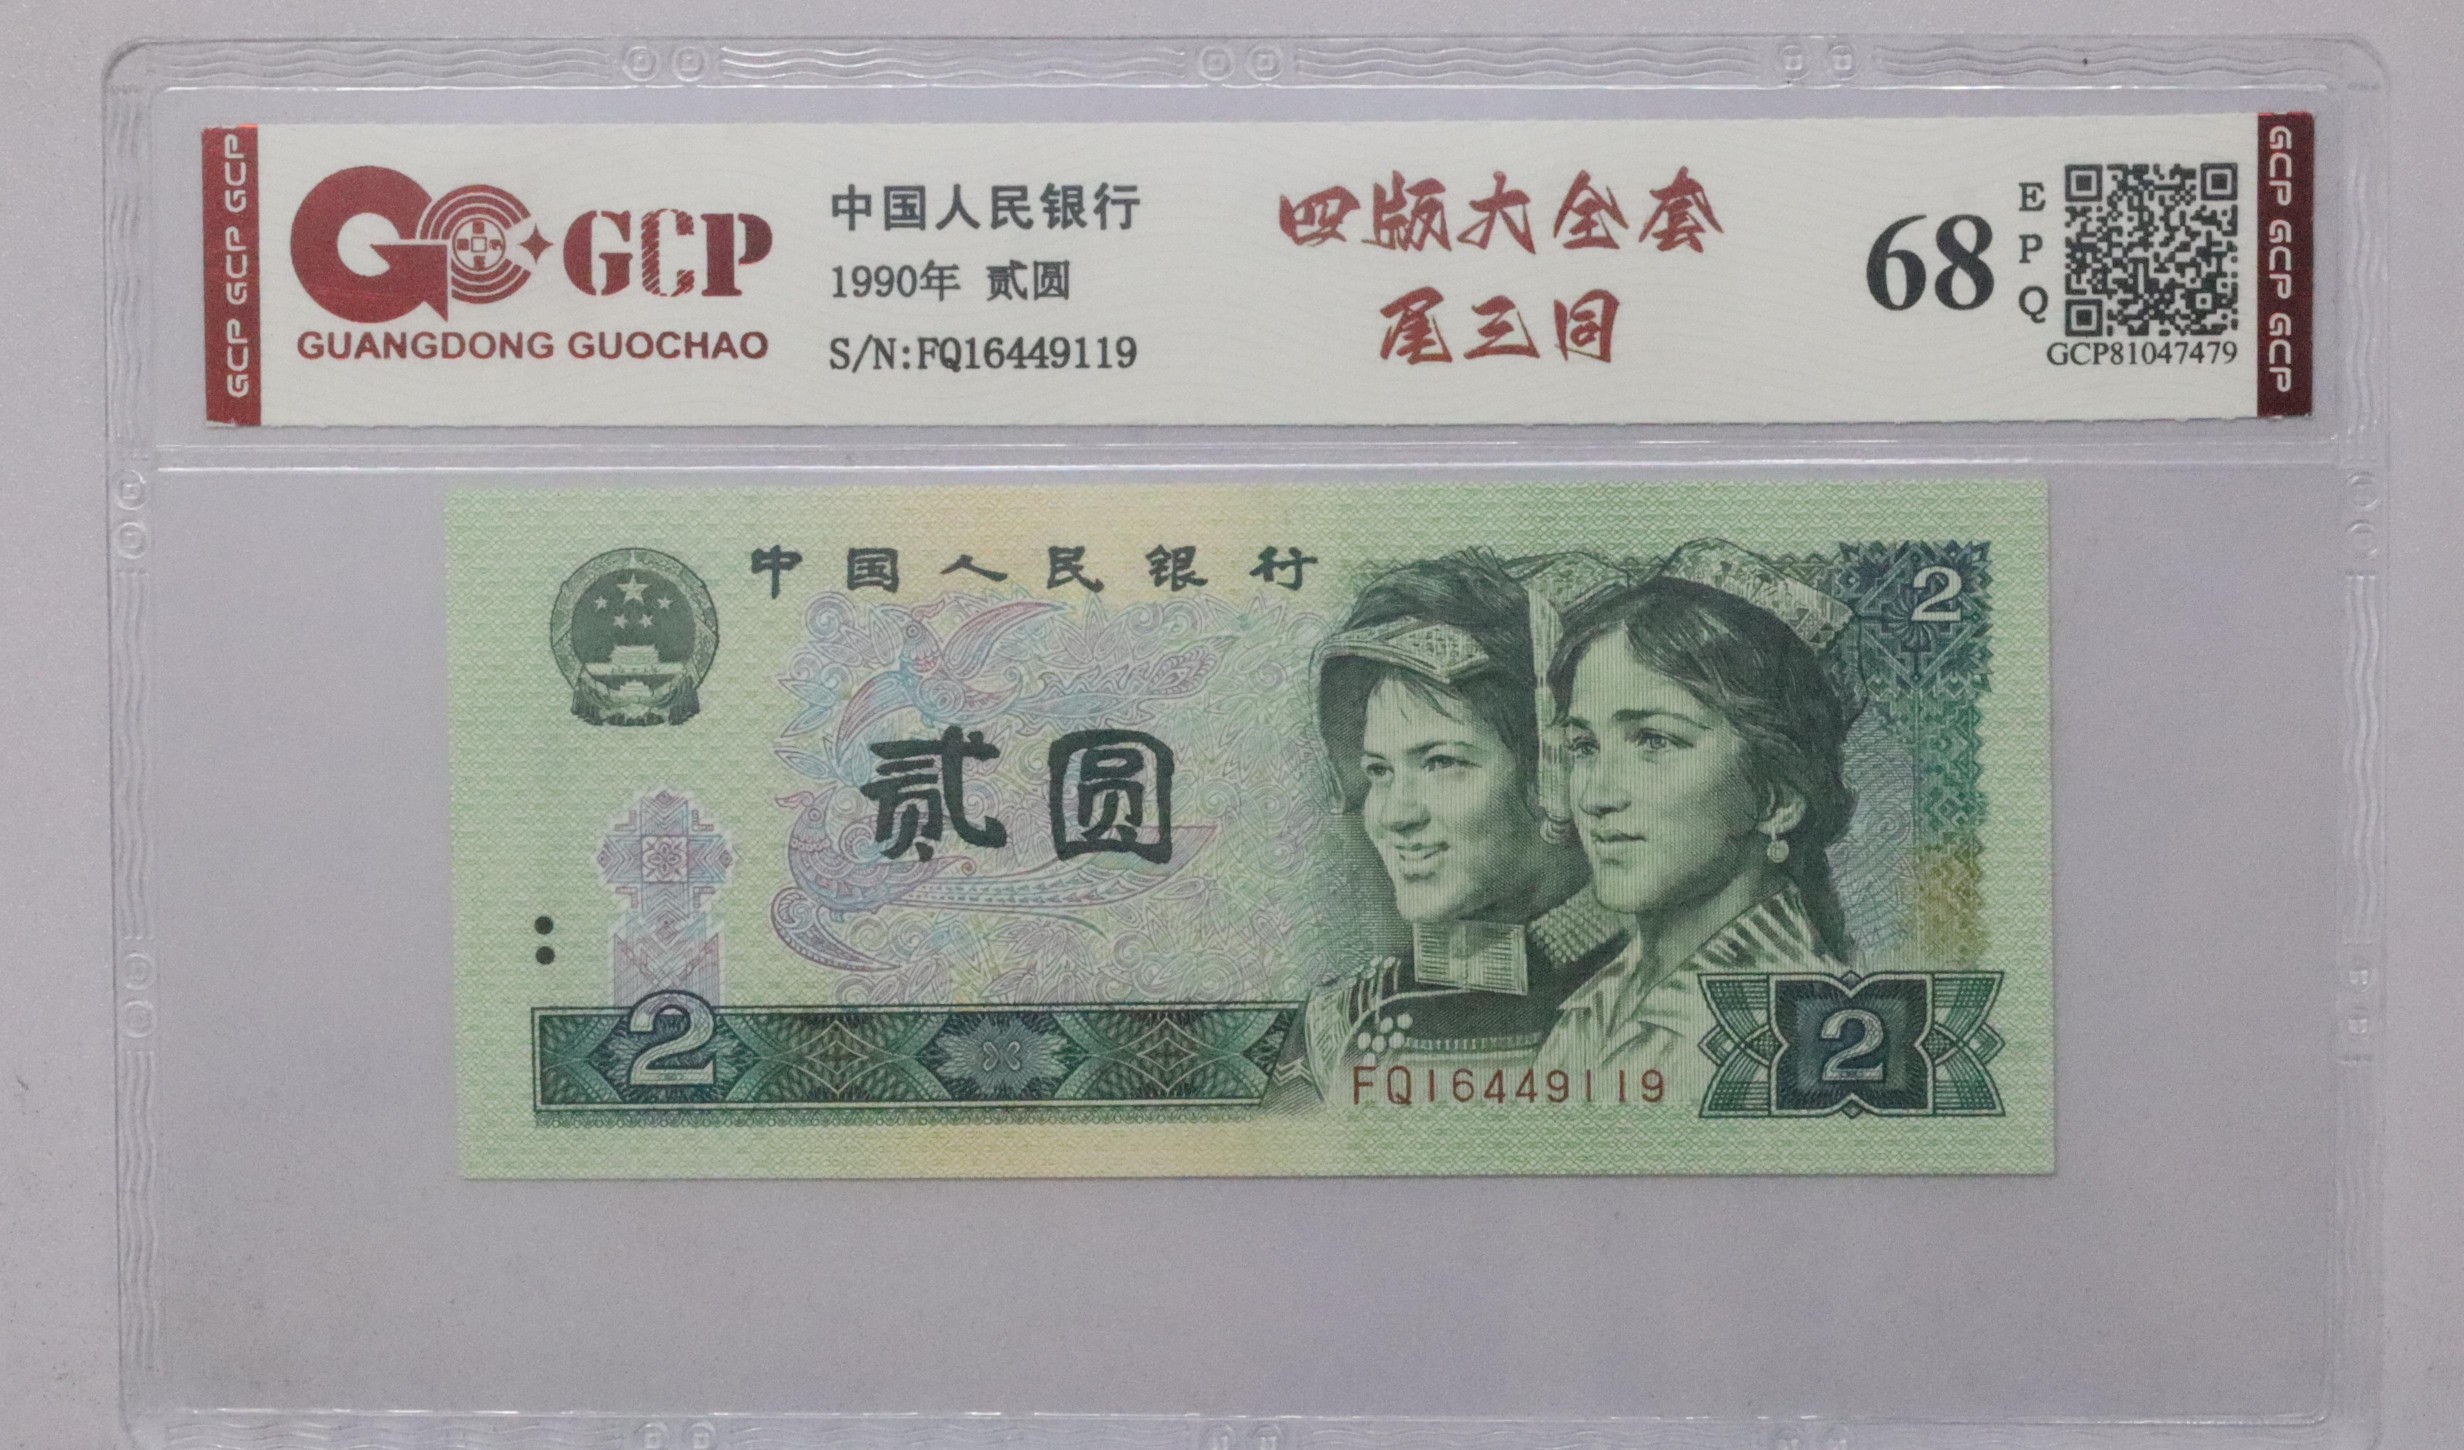 GCP GCP GCP
GCP
GUANGDONG GUOCHAO
中国人民银行
1990年 贰圆
S/N:FQ16449119
四版大全套
尾三同
68
EPQ
GCP81047479
GCP GCP GCP
中国人民银行
2
贰圆
2
FQ16449119
2